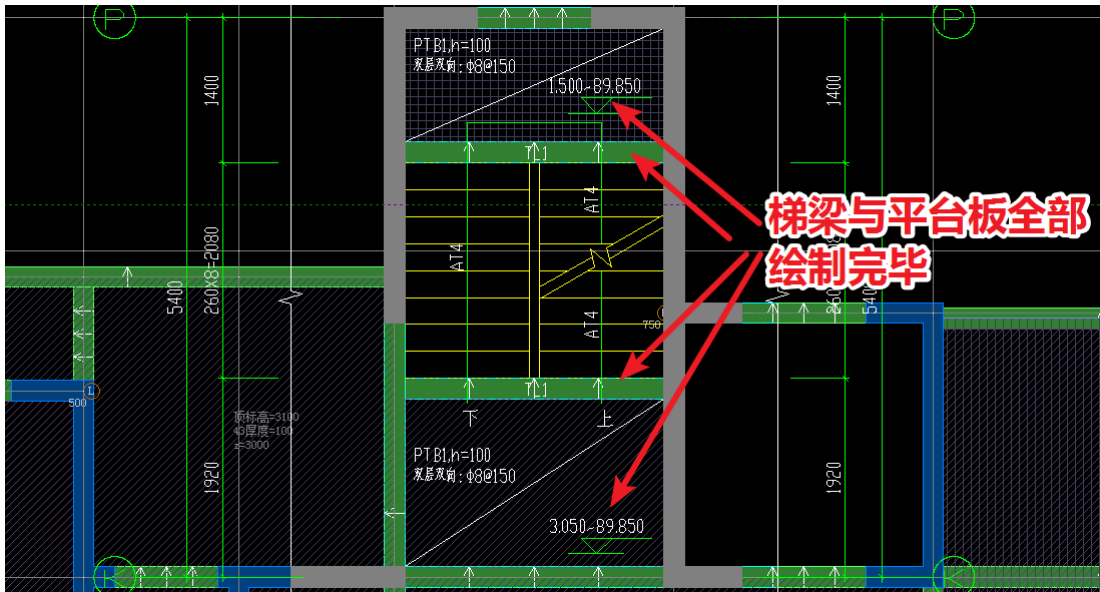 P
P
PTB1,h=100
双层双向:Φ8@150
1.500~89.850
1400
1400
TL1
AT4
AT4
AT4
梯梁与平台板全部
绘制完毕
260X8=2080
5400
750
TL1
500
L
顶标高=3100
43厚度=100
z=3000
下
上
PTB1,h=100
双层双向:Φ8@150
1920
1920
3.050~89.850
K
K